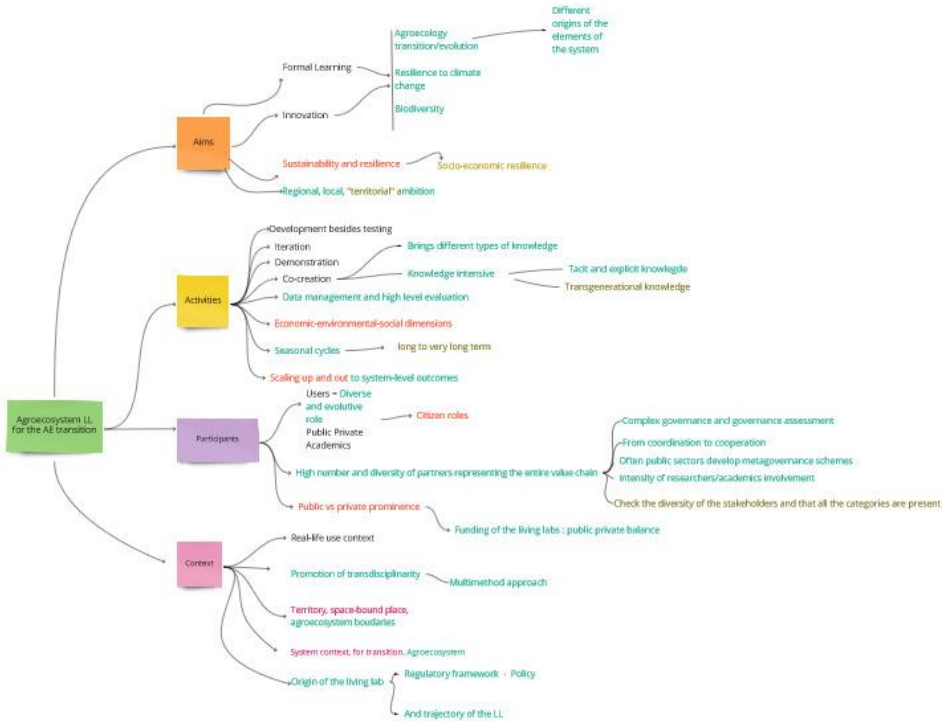 Different
origins of the
elements of
the system
Agroecology
transition/evolution
Formal Learning
Resilience to climate
change
Biodiversity
Innovation
Aims
Sustainability and resilience
Socio-economic resilience
Regional, local, "territorial" ambition
Development besides testing
Iteration
Demonstration
Co-creation
Brings different types of knowledge
Knowledge intensive
Tacit and explicit knowlegde
Transgenerational knowledge
Activities
Data management and high level evaluation
Economic-environmental-social dimensions
Seasonal cycles
long to very long term
Scaling up and out to system-level outcomes
Agroecosystem LL
for the AE transition
Participants
Users = Diverse
and evolutive
role
Public Private
Academics
Citizen roles
High number and diversity of partners representing the entire value chain
Complex governance and governance assessment
From coordination to cooperation
Often public sectors develop metagovernance schemes
Intensity of researchers/academics involvement
Check the diversity of the stakeholders and that all the categories are present
Public vs private prominence
Funding of the living labs : public private balance
Context
Real-life use context
Promotion of transdisciplinarity
Multimethod approach
Territory, space-bound place,
agroecosystem boudaries
System context, for transition. Agroecosystem
Origin of the living lab
Regulatory framework - Policy
And trajectory of the LL